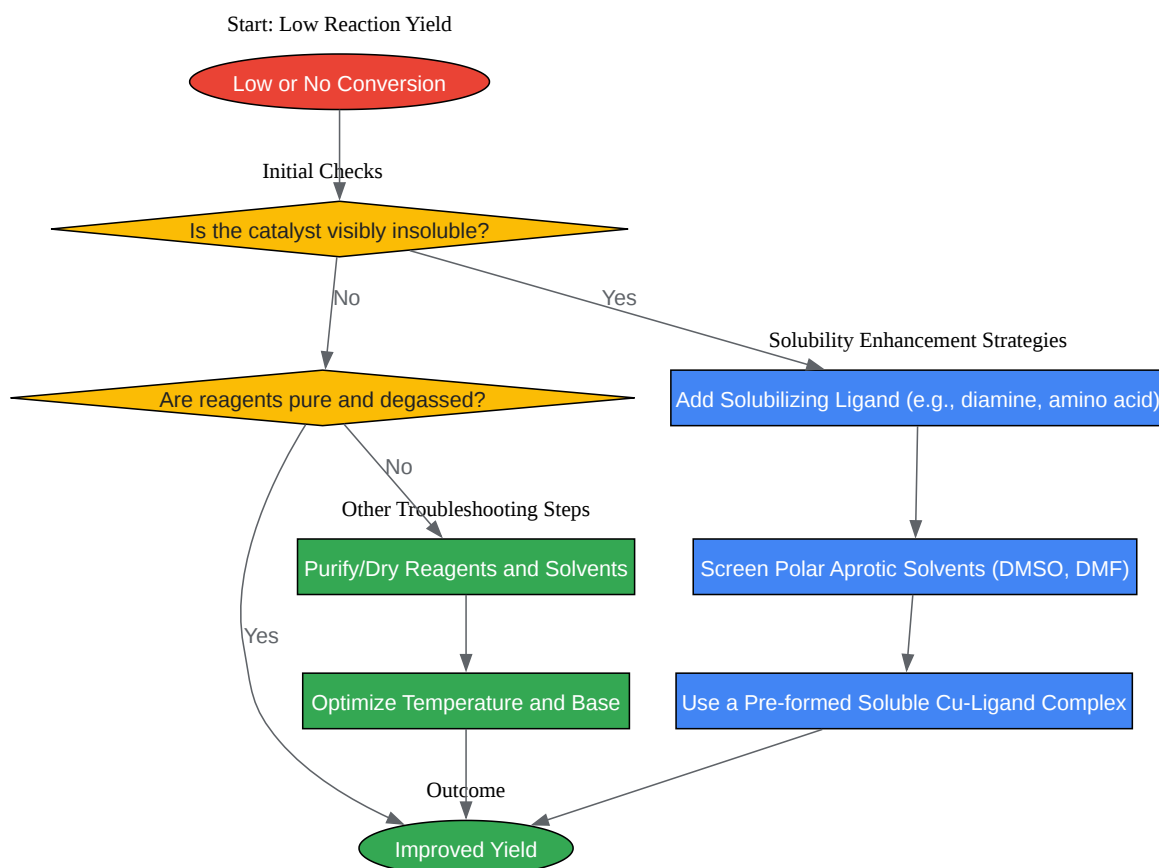 Start: Low Reaction Yield
Low or No Conversion
Initial Checks
Is the catalyst visibly insoluble?
No
Yes
Solubility Enhancement Strategies
Are reagents pure and degassed?
Add Solubilizing Ligand (e.g., diamine, amino acid)
No
Other Troubleshooting Steps
Purify/Dry Reagents and Solvents
Screen Polar Aprotic Solvents (DMSO, DMF)
Yes
Optimize Temperature and Base
Use a Pre-formed Soluble Cu-Ligand Complex
Outcome
Improved Yield